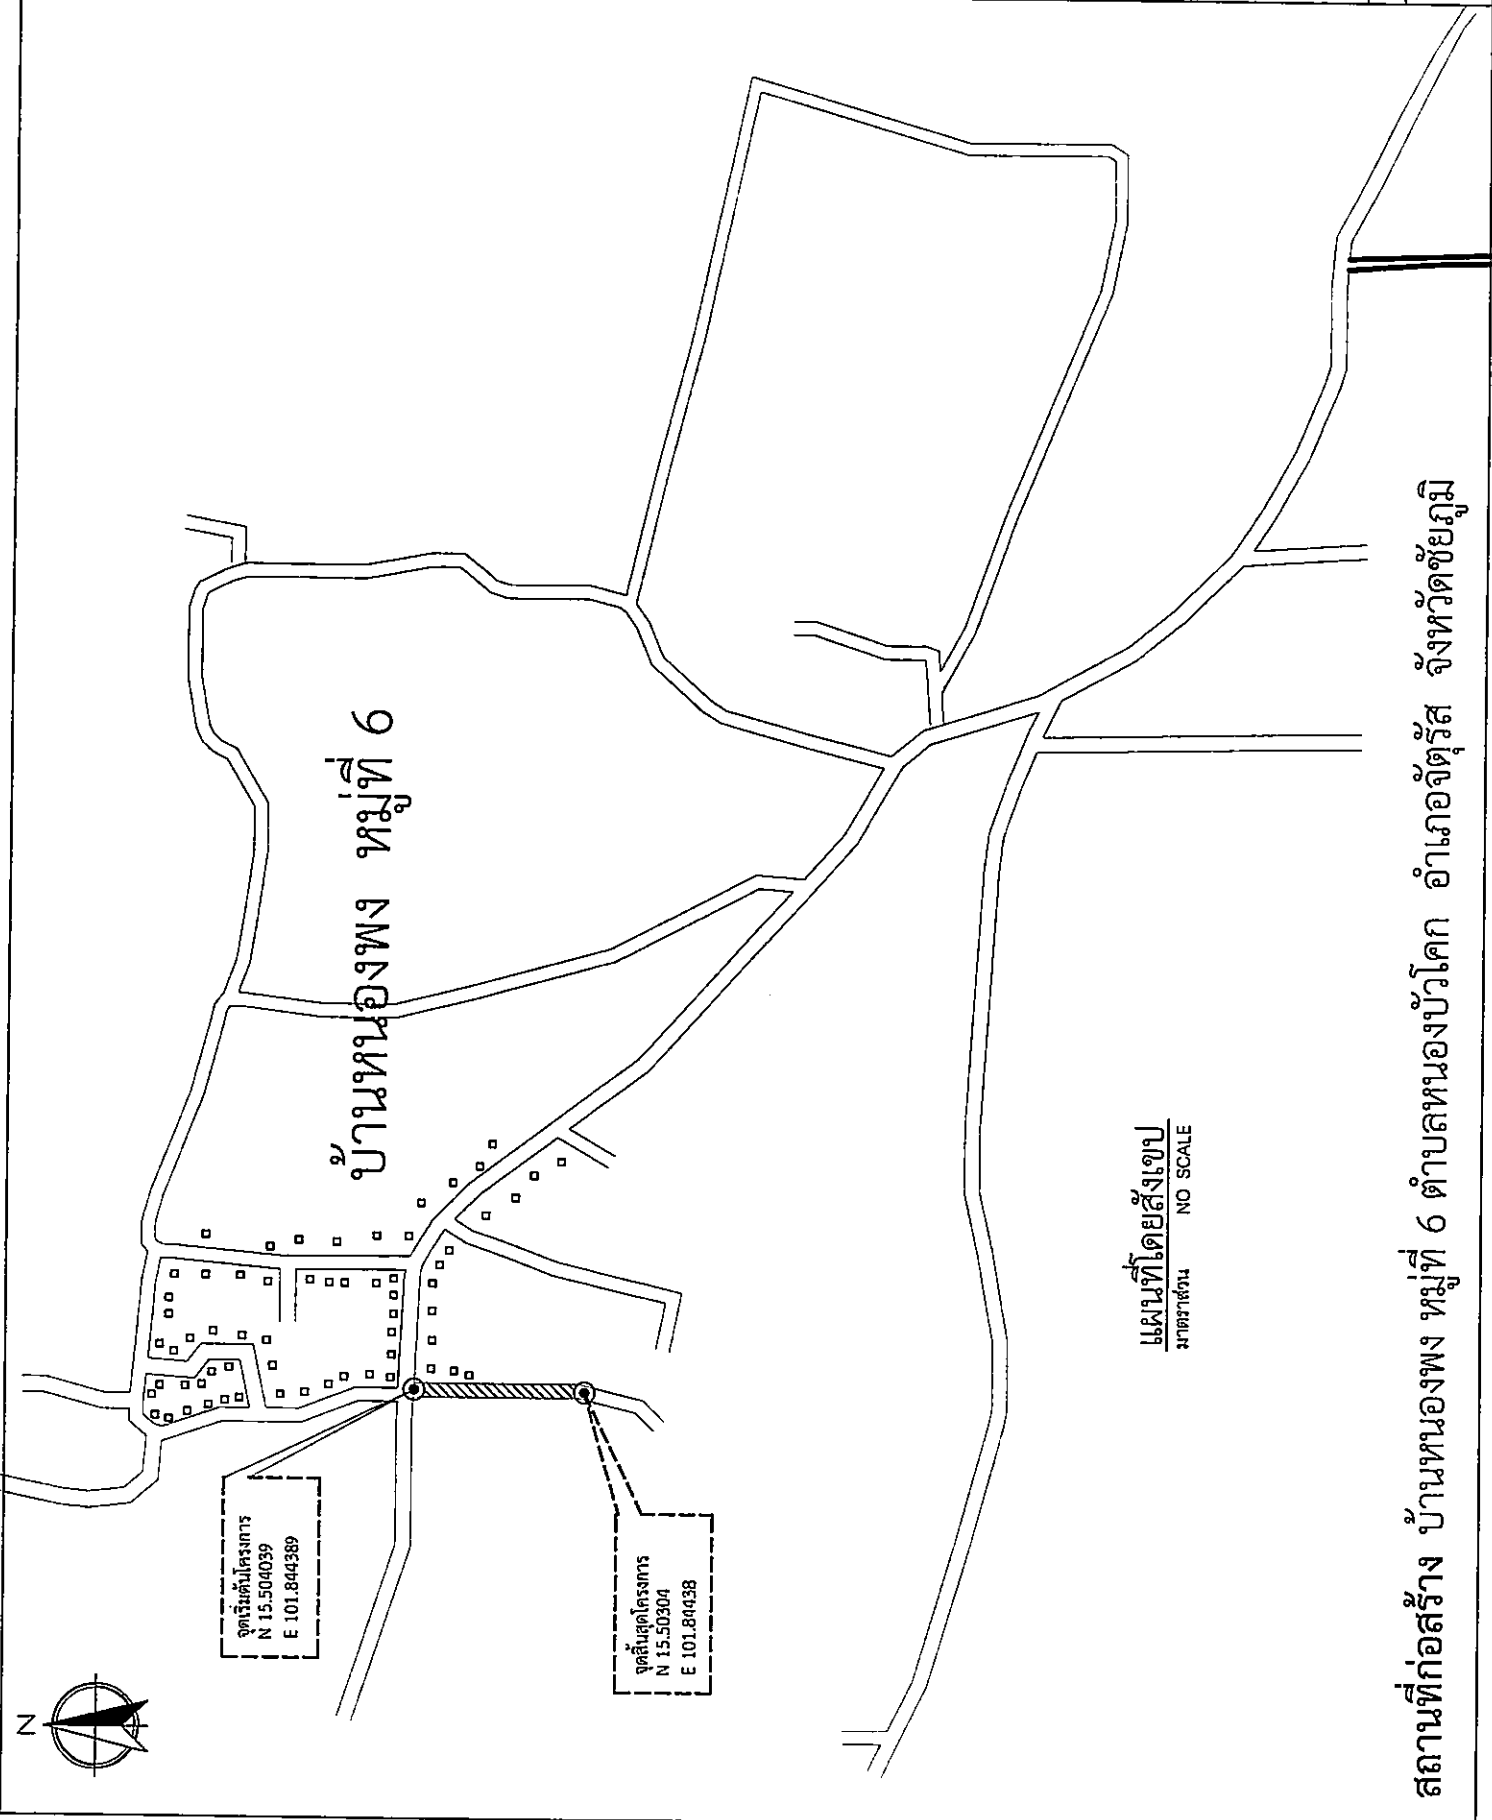 N
จุดเริ่มต้นโครงการ
N 15.504039
E 101.844389
บ้านหนองพง หมู่ที่ 6
จุดสิ้นสุดโครงการ
N 15.50304
E 101.84438
แผนที่โดยสังเขป
มาตราส่วน NO SCALE
สถานที่ก่อสร้าง บ้านหนองพง หมู่ที่ 6 ตำบลหนองบัวโคก อำเภอจัตุรัส จังหวัดชัยภูมิ